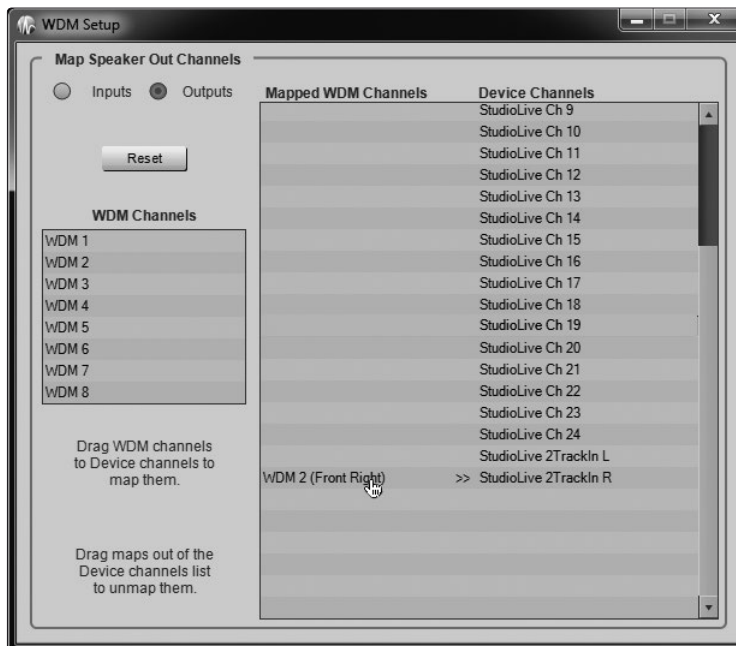 WDM Setup
Map Speaker Out Channels
Inputs Outputs
Reset
WDM Channels
WDM 1
WDM 2
WDM 3
WDM 4
WDM 5
WDM 6
WDM 7
WDM 8
Drag WDM channels
to Device channels to
map them.
Drag maps out of the
Device channels list
to unmap them.
Mapped WDM Channels Device Channels
StudioLive Ch 9
StudioLive Ch 10
StudioLive Ch 11
StudioLive Ch 12
StudioLive Ch 13
StudioLive Ch 14
StudioLive Ch 15
StudioLive Ch 16
StudioLive Ch 17
StudioLive Ch 18
StudioLive Ch 19
StudioLive Ch 20
StudioLive Ch 21
StudioLive Ch 22
StudioLive Ch 23
StudioLive Ch 24
StudioLive 2TrackIn L
WDM 2 (Front Right) >> StudioLive 2TrackIn R